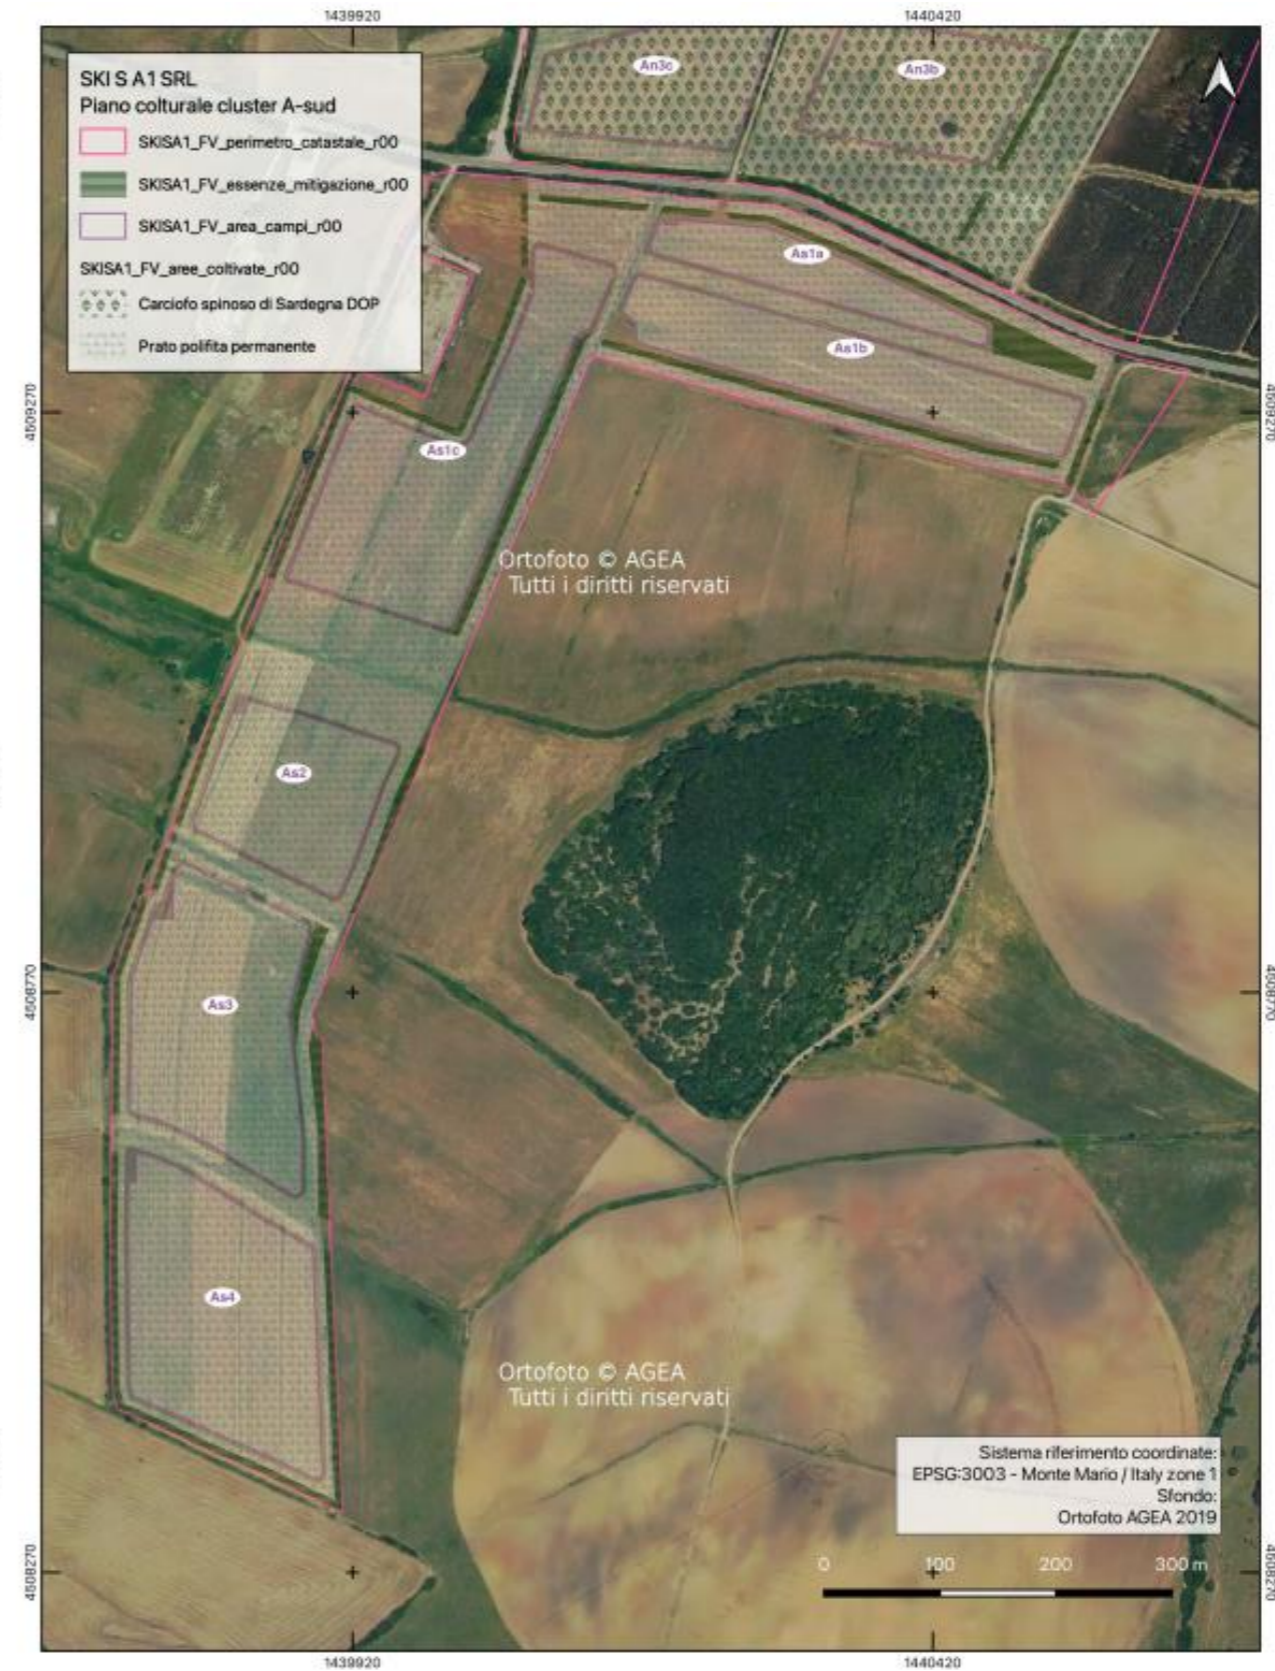 1439920
1440420
SKI S A1 SRL
Piano colturale cluster A-sud
SKISA1_FV_perimetro_catastale_r00
SKISA1_FV_essenze_mitigazione_r00
SKISA1_FV_area_campi_r00
SKISA1_FV_aree_coltivate_r00
Carciofo spinoso di Sardegna DOP
Prato polifita permanente
An3c
An3b
As1a
As1b
4509270
4509270
As1c
Ortofoto © AGEA
Tutti i diritti riservati
As2
As3
4508770
4508770
As4
Ortofoto © AGEA
Tutti i diritti riservati
Sistema riferimento coordinate:
EPSG:3003 - Monte Mario / Italy zone 1
Sfondo:
Ortofoto AGEA 2019
0 100 200 300 m
4508270
4508270
1439920
1440420